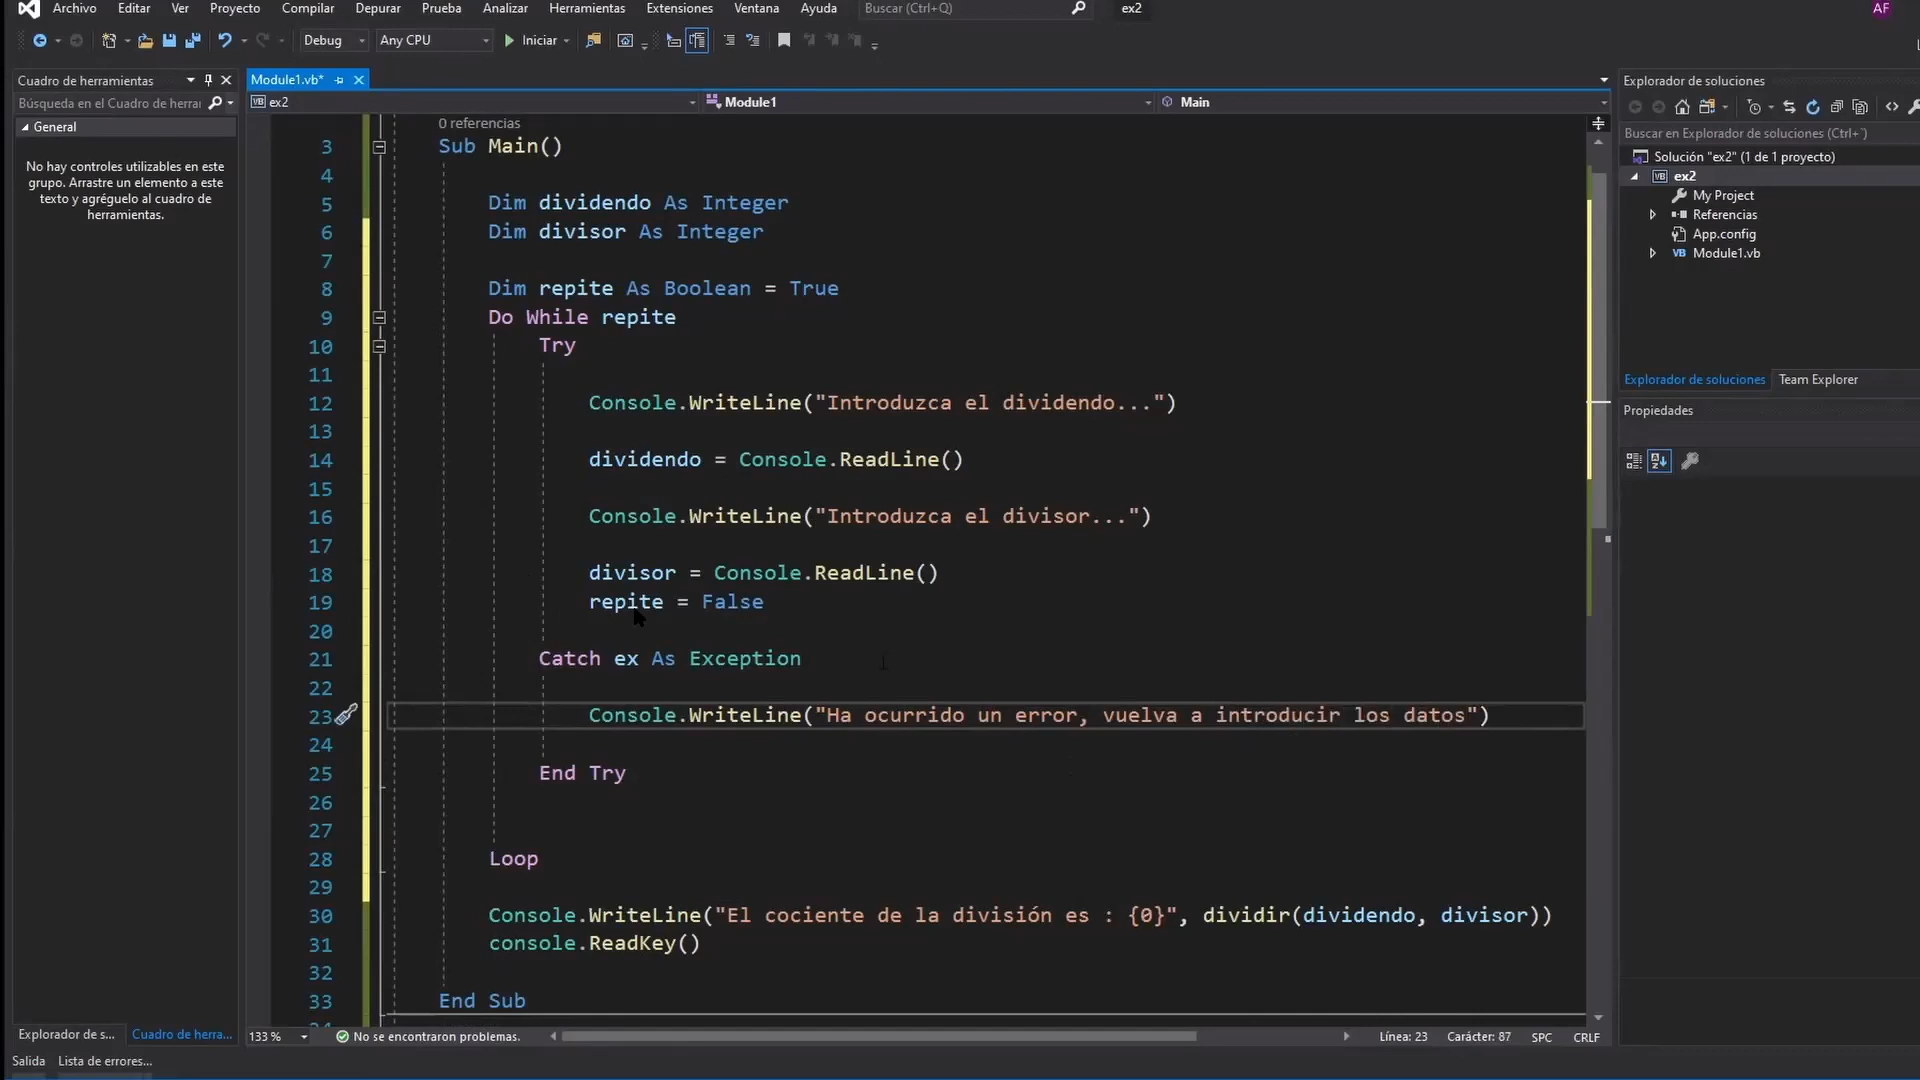 Archivo Editar Ver Proyecto Compilar Depurar Prueba Analizar Herramientas Extensiones Ventana Ayuda Buscar (Ctrl+Q) ex2 AF
Debug Any CPU Iniciar
Cuadro de herramientas
Búsqueda en el Cuadro de herrar
General
No hay controles utilizables en este
grupo. Arrastre un elemento a este
texto y agréguelo al cuadro de
herramientas.
Module1.vb*
VB ex2 Module1 Main
0 referencias
3 Sub Main()
4
5 Dim dividendo As Integer
6 Dim divisor As Integer
7
8 Dim repite As Boolean = True
9 Do While repite
10 Try
11
12 Console.WriteLine("Introduzca el dividendo...")
13
14 dividendo = Console.ReadLine()
15
16 Console.WriteLine("Introduzca el divisor...")
17
18 divisor = Console.ReadLine()
19 repite = False
20
21 Catch ex As Exception
22
23 Console.WriteLine("Ha ocurrido un error, vuelva a introducir los datos")
24
25 End Try
26
27
28 Loop
29
30 Console.WriteLine("El cociente de la división es : {0}", dividir(dividendo, divisor))
31 console.ReadKey()
32
33 End Sub
133 % No se encontraron problemas. Línea: 23 Carácter: 87 SPC CRLF
Explorador de soluciones
Buscar en Explorador de soluciones (Ctrl+´)
Solución "ex2" (1 de 1 proyecto)
VB ex2
My Project
Referencias
App.config
VB Module1.vb
Explorador de soluciones Team Explorer
Propiedades
Explorador de s... Cuadro de herra...
Salida Lista de errores...